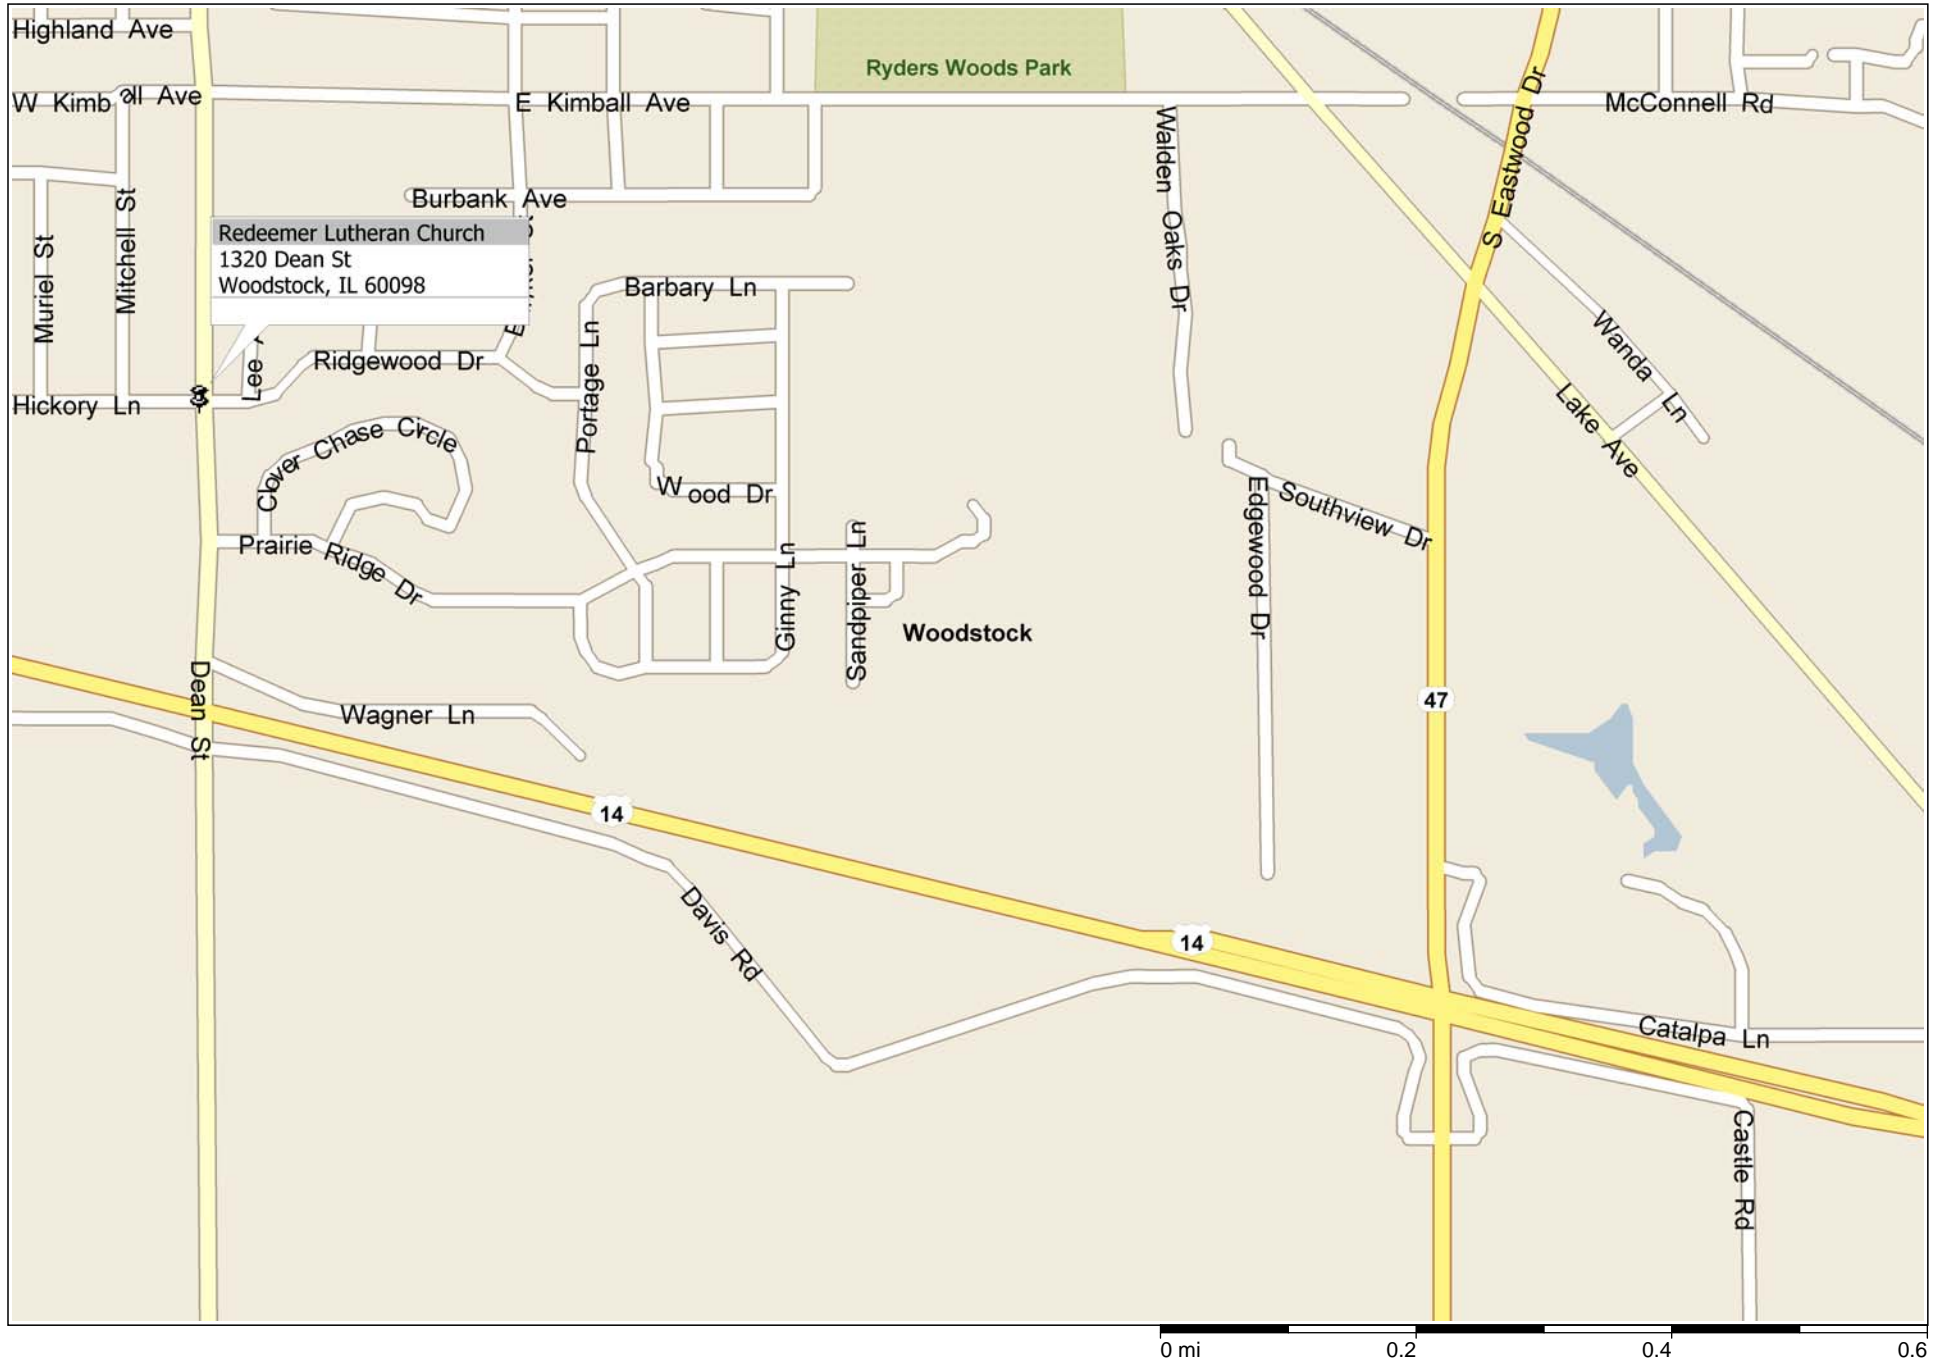 Highland Ave
W Kimball Ave
E Kimball Ave
Ryders Woods Park
McConnell Rd
S Eastwood Dr
Walden Oaks Dr
Burbank Ave
Muriel St
Mitchell St
Redeemer Lutheran Church
1320 Dean St
Woodstock, IL 60098
Barbary Ln
Wanda Ln
Lee
Ridgewood Dr
Portage Ln
Hickory Ln
Lake Ave
Clover Chase Circle
Wood Dr
Edgewood Dr
Southview Dr
Prairie Ridge Dr
Ginny Ln
Sandpiper Ln
Woodstock
Dean St
Wagner Ln
47
14
Davis Rd
14
Catalpa Ln
Castle Rd
0 mi 0.2 0.4 0.6